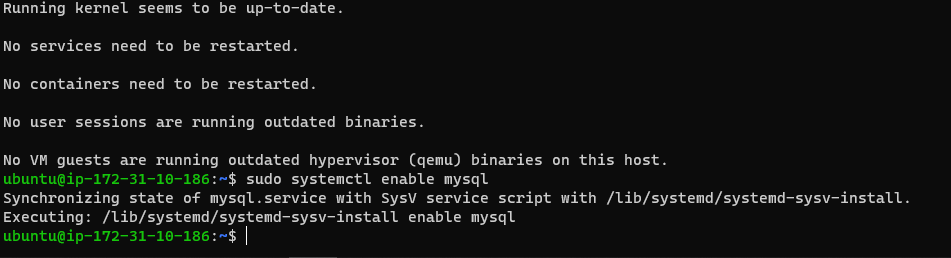 Running kernel seems to be up-to-date.
No services need to be restarted.
No containers need to be restarted.
No user sessions are running outdated binaries.
No VM guests are running outdated hypervisor (qemu) binaries on this host.
ubuntu@ip-172-31-10-186:~$ sudo systemctl enable mysql
Synchronizing state of mysql.service with SysV service script with /lib/systemd/systemd-sysv-install.
Executing: /lib/systemd/systemd-sysv-install enable mysql
ubuntu@ip-172-31-10-186:~$